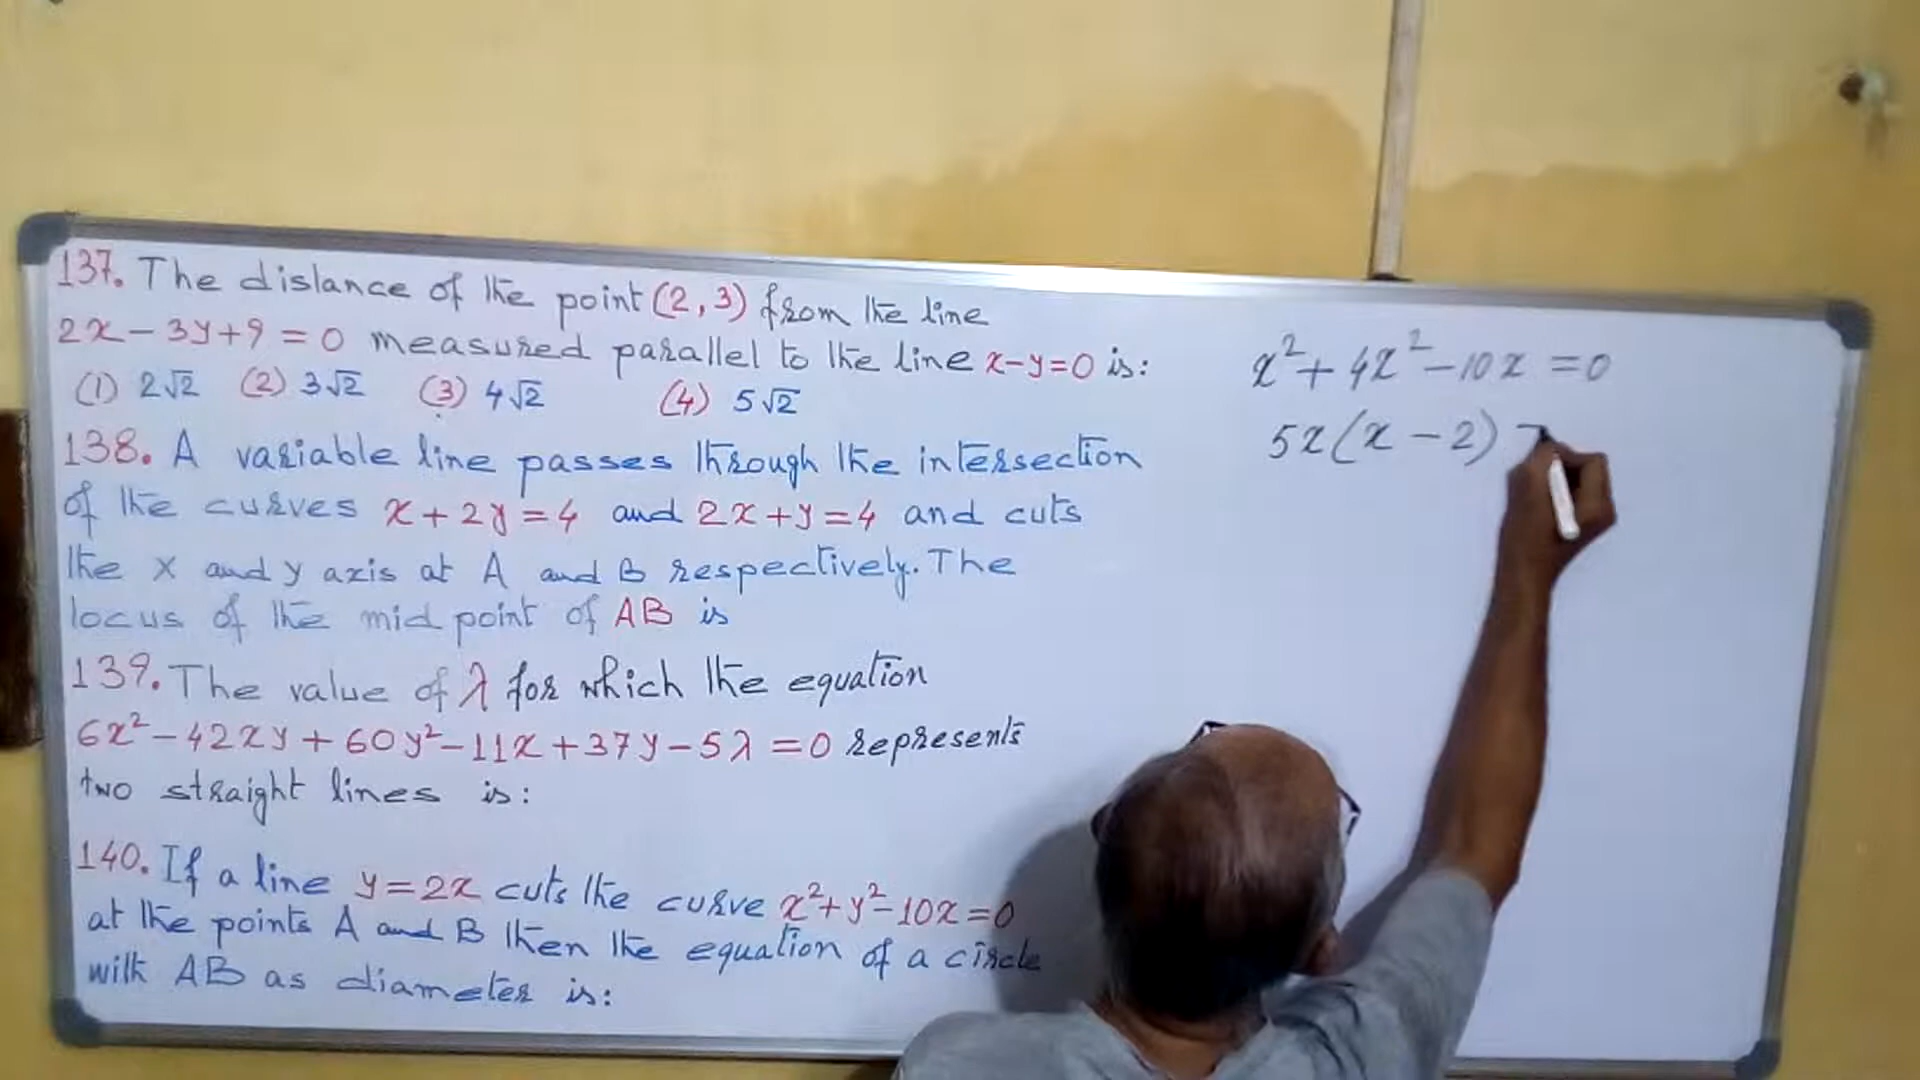 137. The distance of the point (2,3) from the line
2x-3y+9=0 measured parallel to the line x-y=0 is:
(1) 2√2 (2) 3√2 (3) 4√2 (4) 5√2
138. A variable line passes through the intersection
of the curves x+2y=4 and 2x+y=4 and cuts
the x and y axis at A and B respectively. The
locus of the mid point of AB is
139. The value of λ for which the equation
6x²-42xy+60y²-11x+37y-5λ=0 represents
two straight lines is:
140. If a line y=2x cuts the curve x²+y²-10x=0
at the points A and B then the equation of a circle
with AB as diameter is:
x²+4x²-10x=0
5x(x-2)